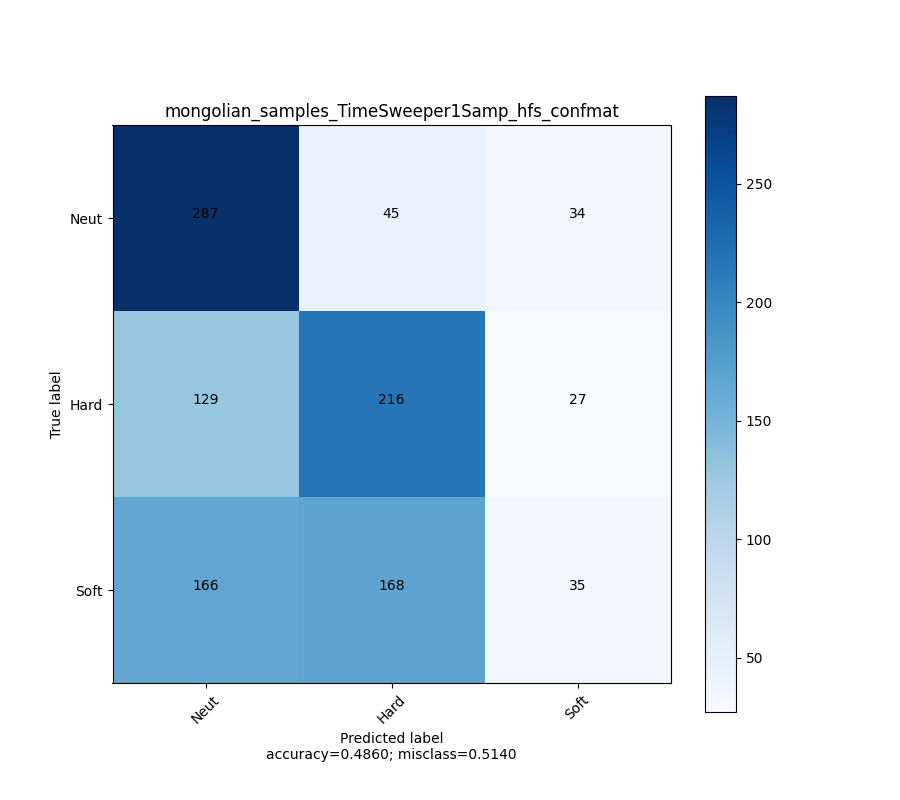 mongolian_samples_TimeSweeper1Samp_hfs_confmat
Neut 287 45 34
Hard 129 216 27
Soft 166 168 35
Neut Hard Soft
True label
Predicted label
accuracy=0.4860; misclass=0.5140
250
200
150
100
50